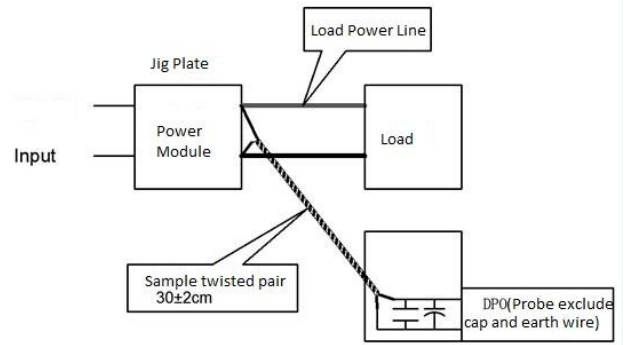 Load Power Line
Jig Plate
Power
Module
Load
Input
Sample twisted pair
30±2cm
DPO(Probe exclude
cap and earth wire)